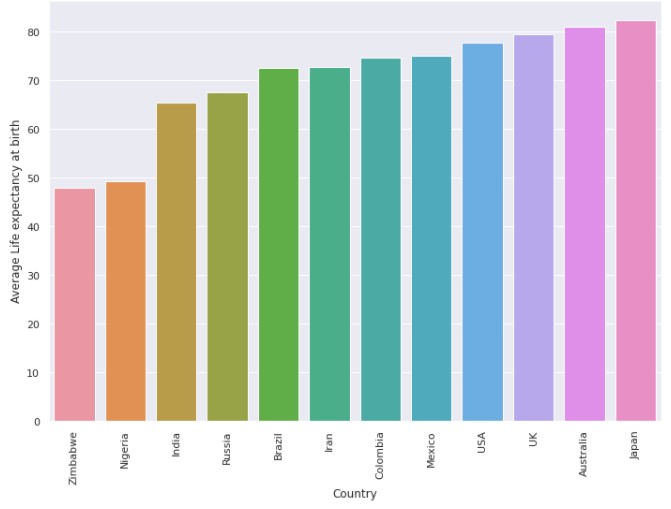 Average Life expectancy at birth
80
70
60
50
40
30
20
10
0
Zimbabwe
Nigeria
India
Russia
Brazil
Iran
Colombia
Mexico
USA
UK
Australia
Japan
Country